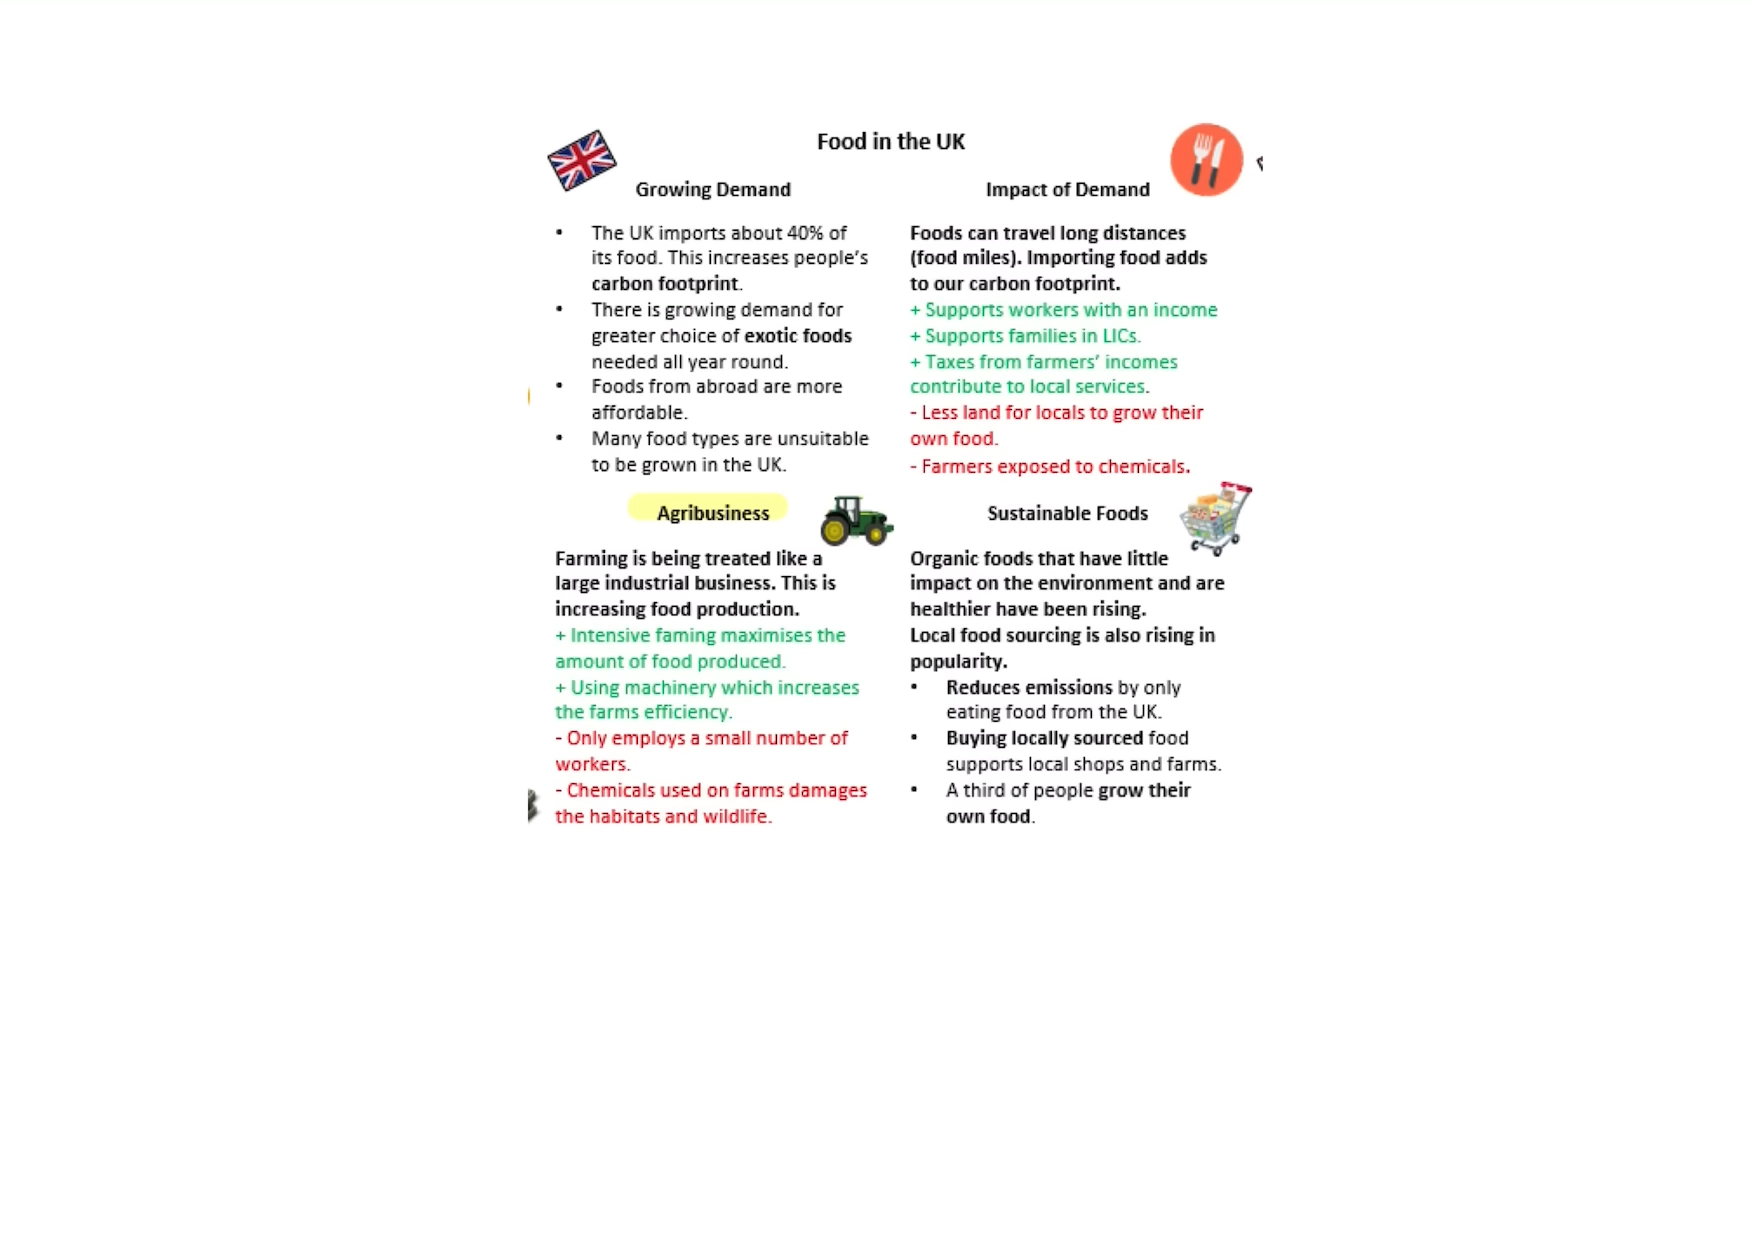 Food in the UK
Growing Demand
• The UK imports about 40% of
its food. This increases people's
carbon footprint.
• There is growing demand for
greater choice of exotic foods
needed all year round.
• Foods from abroad are more
affordable.
• Many food types are unsuitable
to be grown in the UK.
Impact of Demand
Foods can travel long distances
(food miles). Importing food adds
to our carbon footprint.
+ Supports workers with an income
+ Supports families in LICs.
+ Taxes from farmers' incomes
contribute to local services.
- Less land for locals to grow their
own food.
- Farmers exposed to chemicals.
Agribusiness
Farming is being treated like a
large industrial business. This is
increasing food production.
+ Intensive faming maximises the
amount of food produced.
+ Using machinery which increases
the farms efficiency.
- Only employs a small number of
workers.
- Chemicals used on farms damages
the habitats and wildlife.
Sustainable Foods
Organic foods that have little
impact on the environment and are
healthier have been rising.
Local food sourcing is also rising in
popularity.
• Reduces emissions by only
eating food from the UK.
• Buying locally sourced food
supports local shops and farms.
• A third of people grow their
own food.